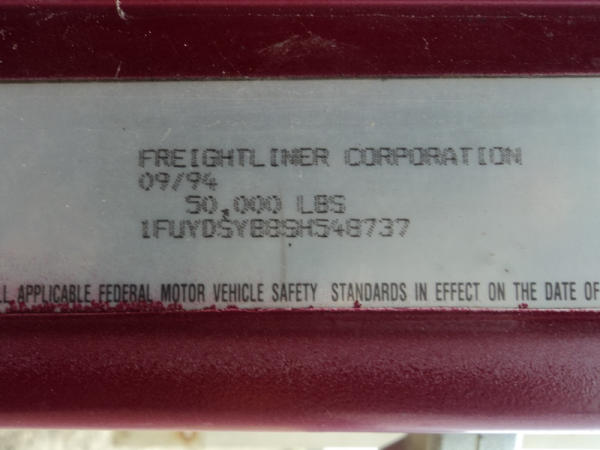 FREIGHTLINER CORPORATION
09/94
50,000 LBS
1FUYDSYB8SH548737
LL APPLICABLE FEDERAL MOTOR VEHICLE SAFETY STANDARDS IN EFFECT ON THE DATE OF